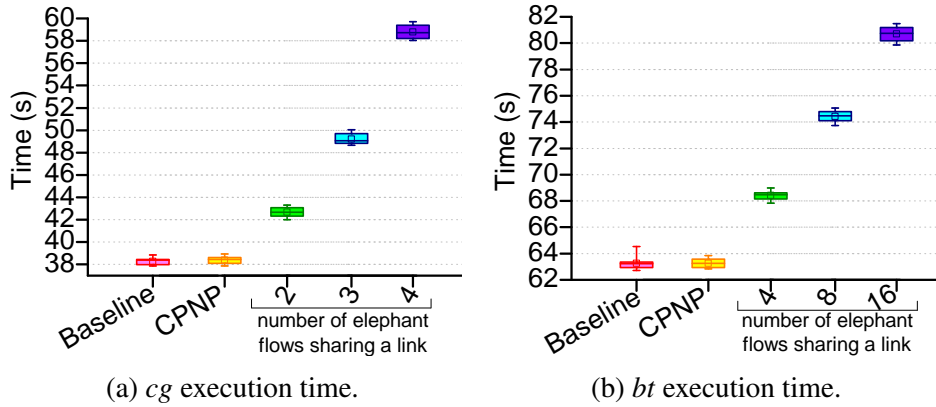 Time (s)
60
58
56
54
52
50
48
46
44
42
40
38
Baseline
CPNP
2
3
4
number of elephant
flows sharing a link
(a) cg execution time.
Time (s)
82
80
78
76
74
72
70
68
66
64
62
Baseline
CPNP
4
8
16
number of elephant
flows sharing a link
(b) bt execution time.